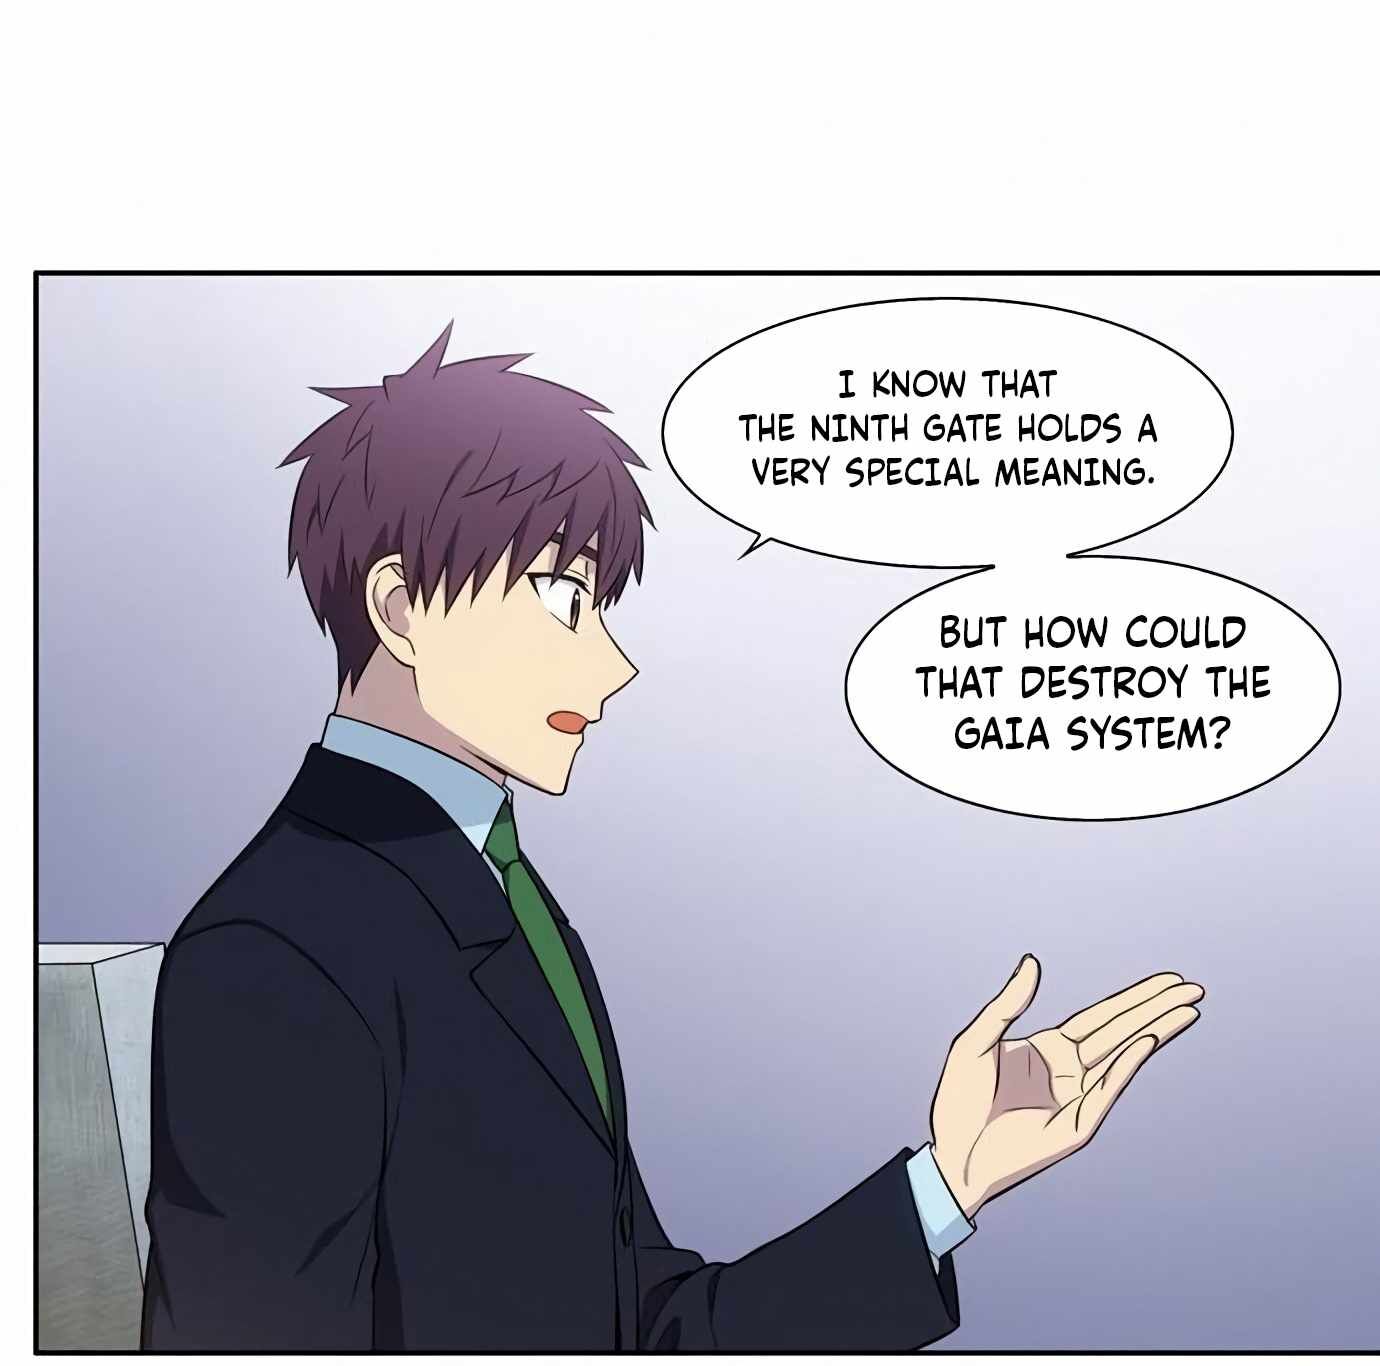 I KNOW THAT
THE NINTH GATE HOLDS A
VERY SPECIAL MEANING.
BUT HOW COULD
THAT DESTROY THE
GAIA SYSTEM?